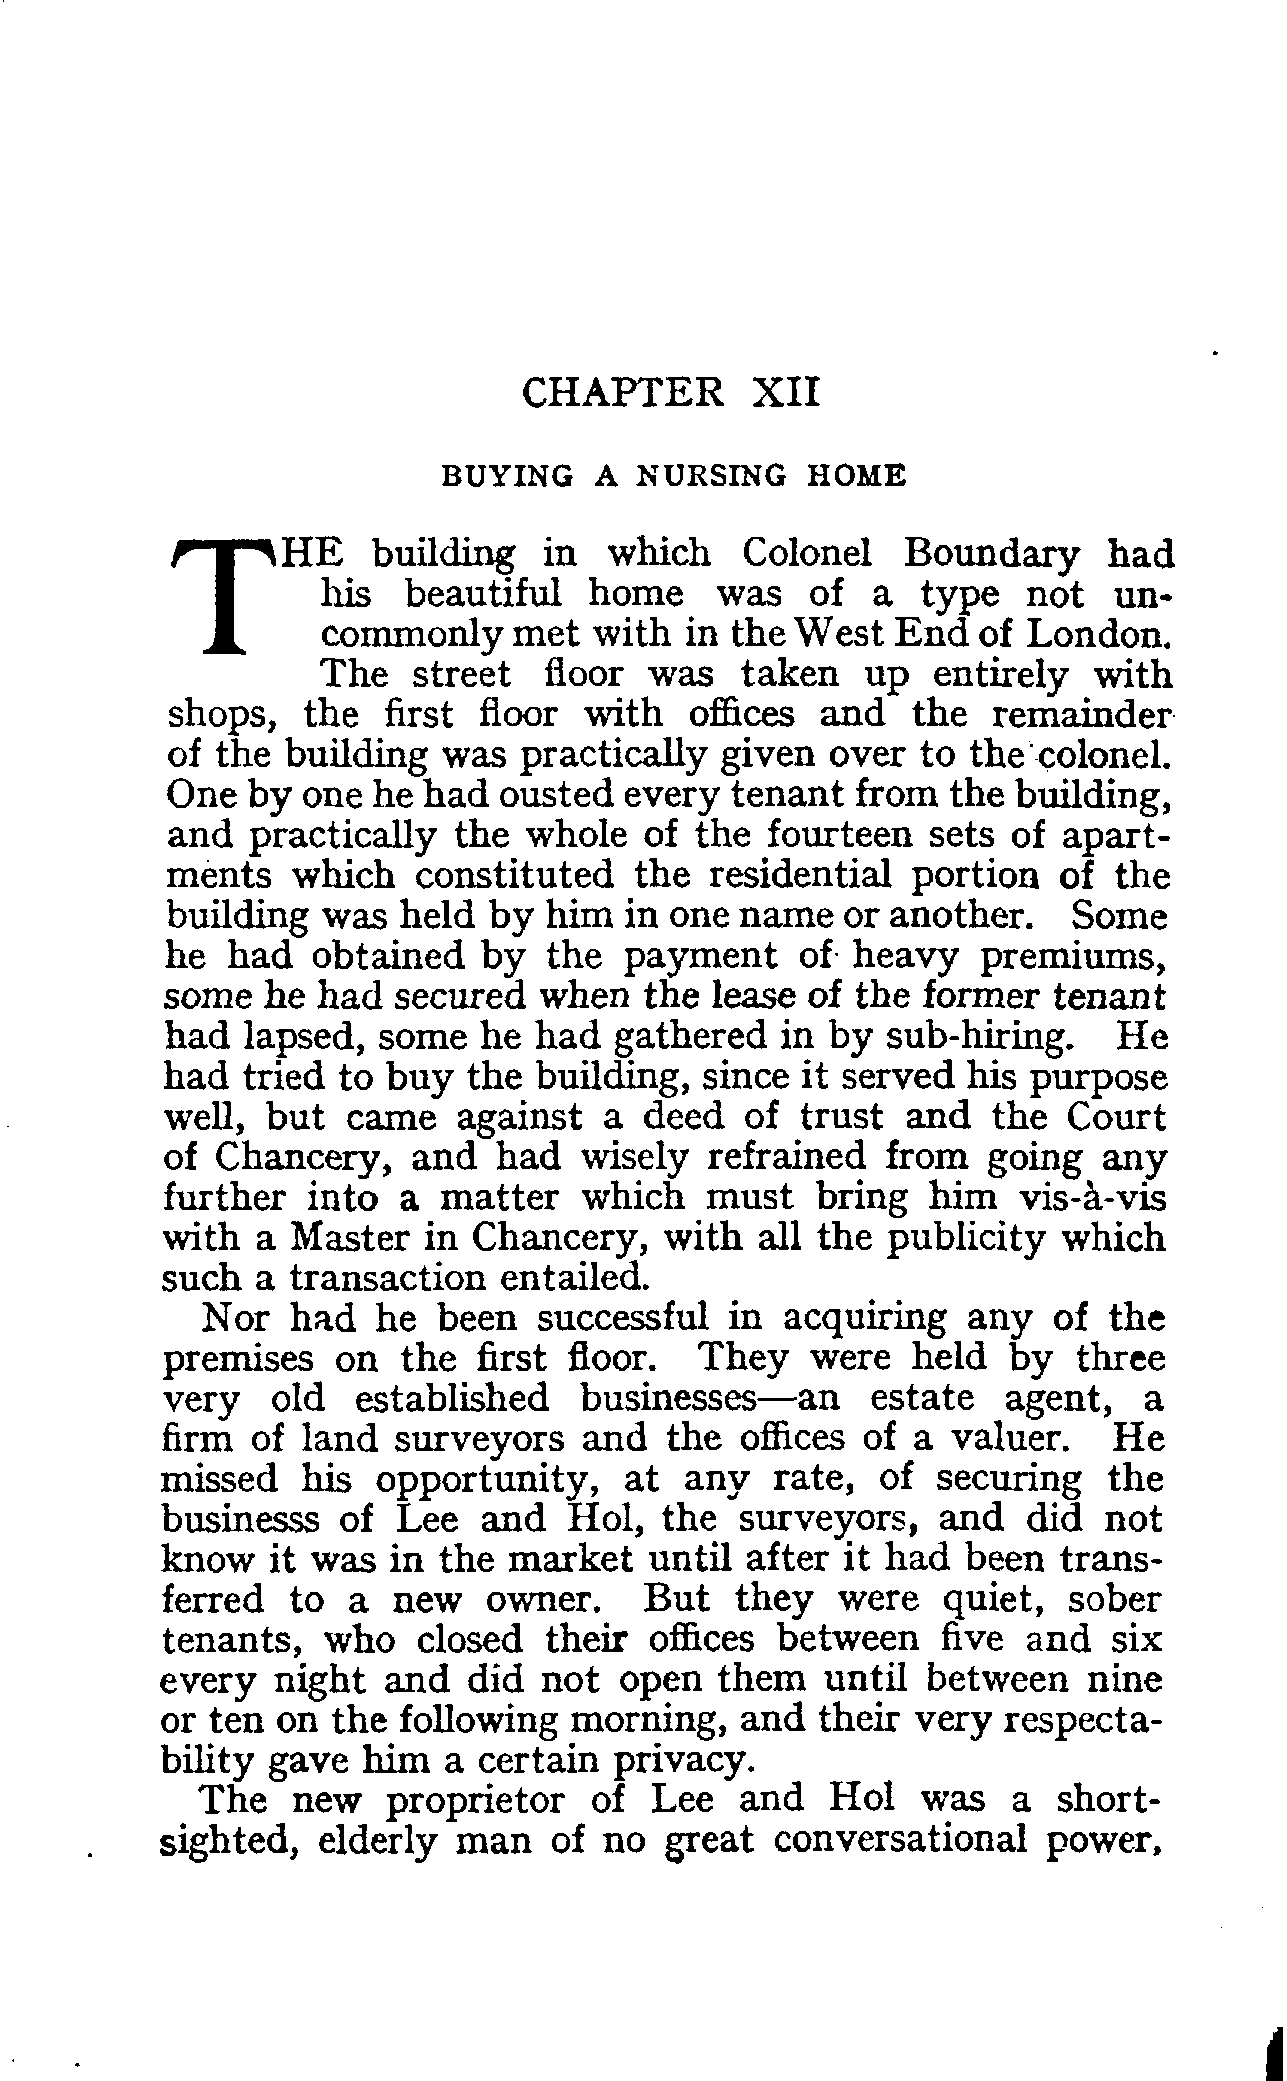 CHAPTER XII
BUYING A NURSING HOME
THE building in which Colonel Boundary had
his beautiful home was of a type not un-
commonly met with in the West End of London.
The street floor was taken up entirely with
shops, the first floor with offices and the remainder
of the building was practically given over to the colonel.
One by one he had ousted every tenant from the building,
and practically the whole of the fourteen sets of apart-
ments which constituted the residential portion of the
building was held by him in one name or another. Some
he had obtained by the payment of heavy premiums,
some he had secured when the lease of the former tenant
had lapsed, some he had gathered in by sub-hiring. He
had tried to buy the building, since it served his purpose
well, but came against a deed of trust and the Court
of Chancery, and had wisely refrained from going any
further into a matter which must bring him vis-à-vis
with a Master in Chancery, with all the publicity which
such a transaction entailed.
Nor had he been successful in acquiring any of the
premises on the first floor. They were held by three
very old established businesses—an estate agent, a
firm of land surveyors and the offices of a valuer. He
missed his opportunity, at any rate, of securing the
businesss of Lee and Hol, the surveyors, and did not
know it was in the market until after it had been trans-
ferred to a new owner. But they were quiet, sober
tenants, who closed their offices between five and six
every night and did not open them until between nine
or ten on the following morning, and their very respecta-
bility gave him a certain privacy.
The new proprietor of Lee and Hol was a short-
sighted, elderly man of no great conversational power,